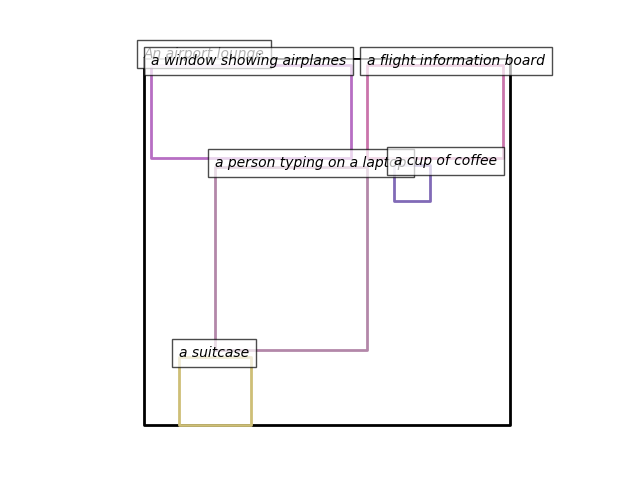 An airport lounge
a window showing airplanes
a flight information board
a person typing on a laptop
a cup of coffee
a suitcase